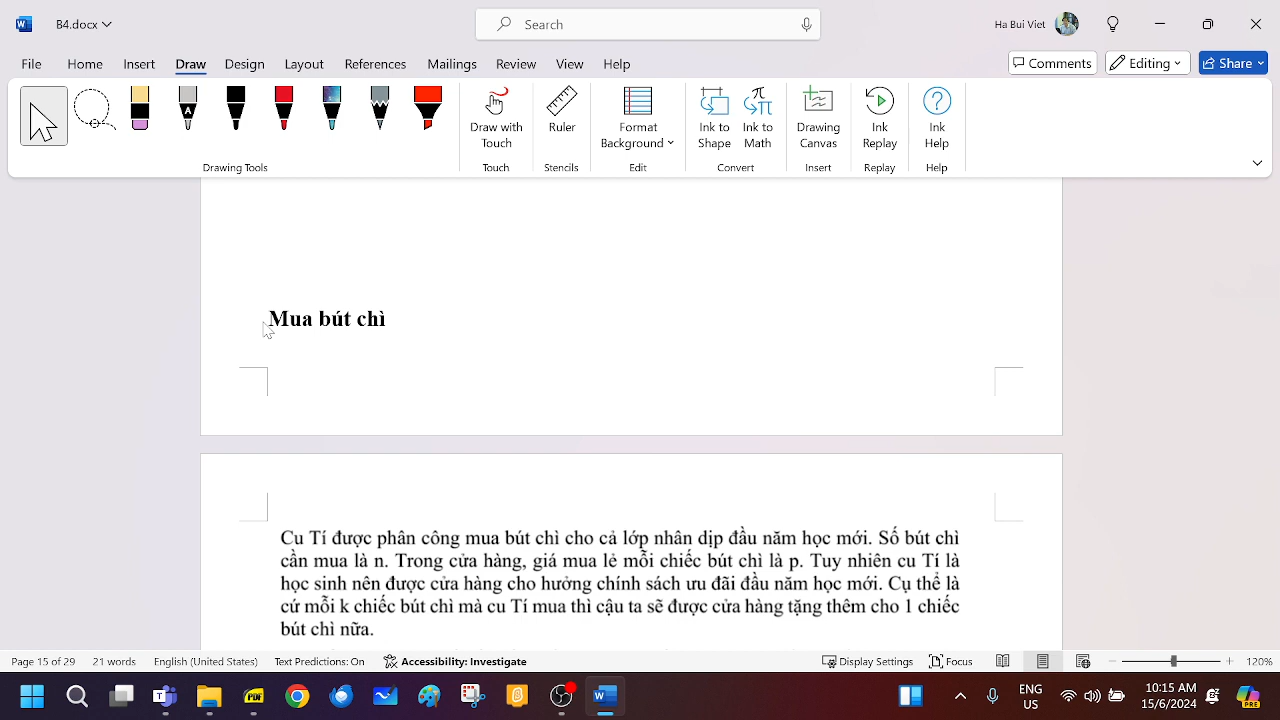 B4.docx
Search
Ha Bui Viet
File Home Insert Draw Design Layout References Mailings Review View Help
Comments Editing Share
A
Draw with Touch
Ruler
Format Background
Ink to Shape
Ink to Math
Drawing Canvas
Ink Replay
Ink Help
Drawing Tools Touch Stencils Edit Convert Insert Replay Help
Mua bút chì
Cu Tí được phân công mua bút chì cho cả lớp nhân dịp đầu năm học mới. Số bút chì
cần mua là n. Trong cửa hàng, giá mua lẻ mỗi chiếc bút chì là p. Tuy nhiên cu Tí là
học sinh nên được cửa hàng cho hưởng chính sách ưu đãi đầu năm học mới. Cụ thể là
cứ mỗi k chiếc bút chì mà cu Tí mua thì cậu ta sẽ được cửa hàng tặng thêm cho 1 chiếc
bút chì nữa.
Page 15 of 29 21 words English (United States) Text Predictions: On Accessibility: Investigate Display Settings Focus 120%
PDF
ENG
US
10:15 AM
15/6/2024
PRE